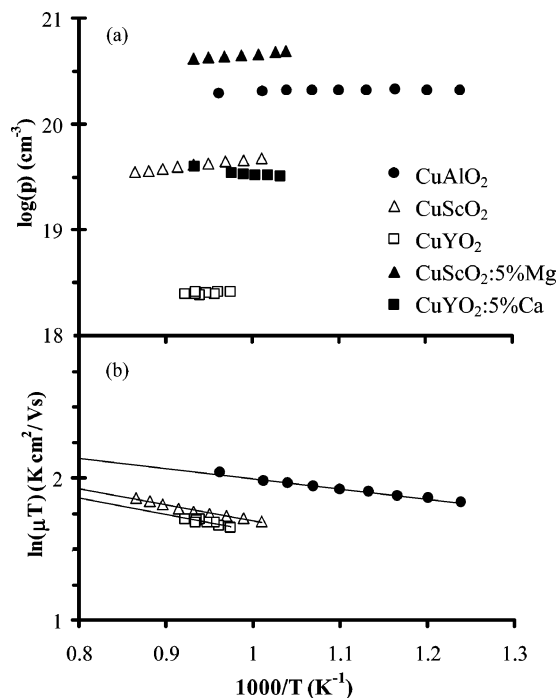 (a)
21
20
19
18
log(p) (cm⁻³)
CuAlO₂
CuScO₂
CuYO₂
CuScO₂:5%Mg
CuYO₂:5%Ca
(b)
2
1
ln(μT) (K cm²/Vs)
0.8 0.9 1 1.1 1.2 1.3
1000/T (K⁻¹)